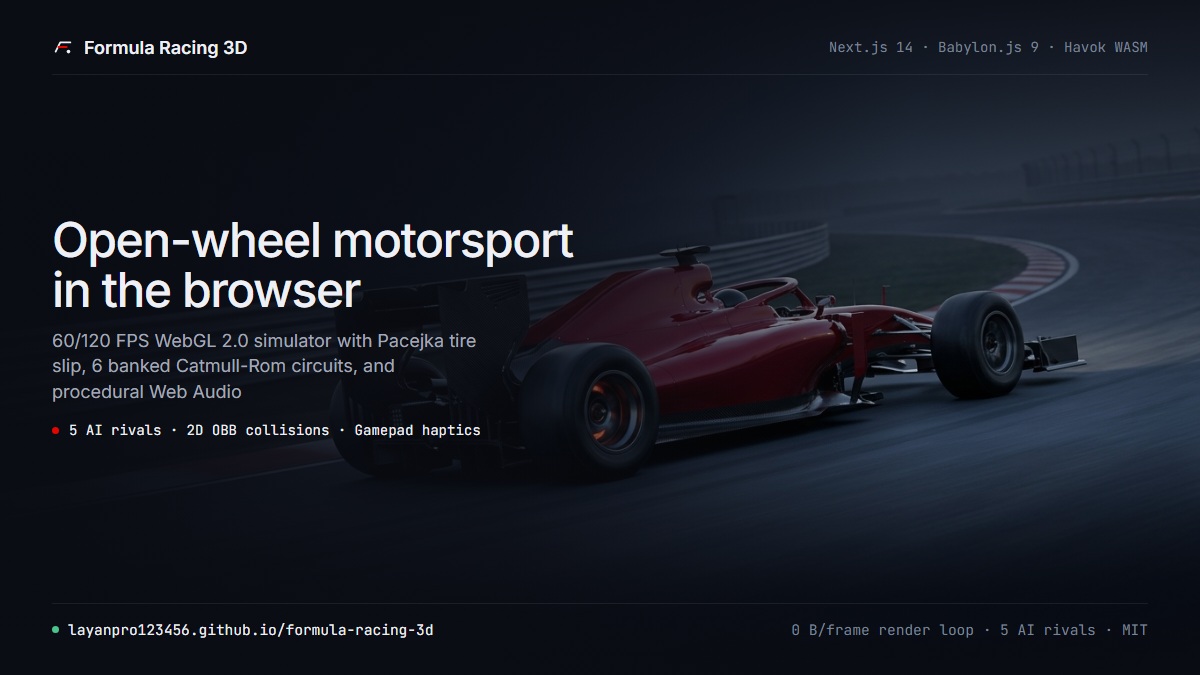 Formula Racing 3D
Next.js 14 · Babylon.js 9 · Havok WASM
Open-wheel motorsport
in the browser
60/120 FPS WebGL 2.0 simulator with Pacejka tire
slip, 6 banked Catmull-Rom circuits, and
procedural Web Audio
5 AI rivals · 2D OBB collisions · Gamepad haptics
layanpro123456.github.io/formula-racing-3d
0 B/frame render loop · 5 AI rivals · MIT